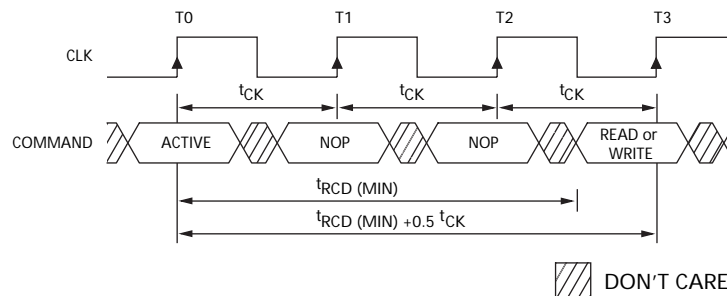 T0 T1 T2 T3
CLK
tCK tCK tCK
COMMAND ACTIVE NOP NOP READ or
WRITE
tRCD (MIN)
tRCD (MIN) +0.5 tCK
DON'T CARE